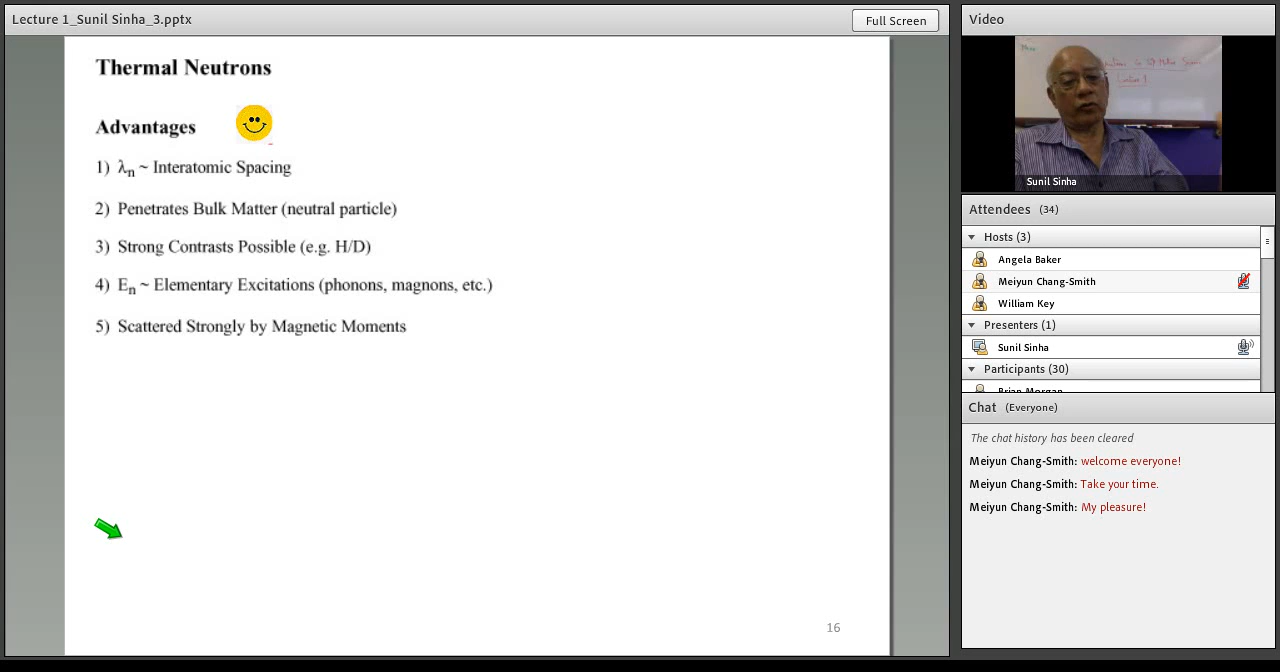 Lecture 1_Sunil Sinha_3.pptx
Full Screen
Thermal Neutrons
Advantages
1) λn ~ Interatomic Spacing
2) Penetrates Bulk Matter (neutral particle)
3) Strong Contrasts Possible (e.g. H/D)
4) En ~ Elementary Excitations (phonons, magnons, etc.)
5) Scattered Strongly by Magnetic Moments
16
Video
Lecture 1
Sunil Sinha
Attendees (34)
Hosts (3)
Angela Baker
Meiyun Chang-Smith
William Key
Presenters (1)
Sunil Sinha
Participants (30)
Brian Morgan
Chat (Everyone)
The chat history has been cleared
Meiyun Chang-Smith: welcome everyone!
Meiyun Chang-Smith: Take your time.
Meiyun Chang-Smith: My pleasure!